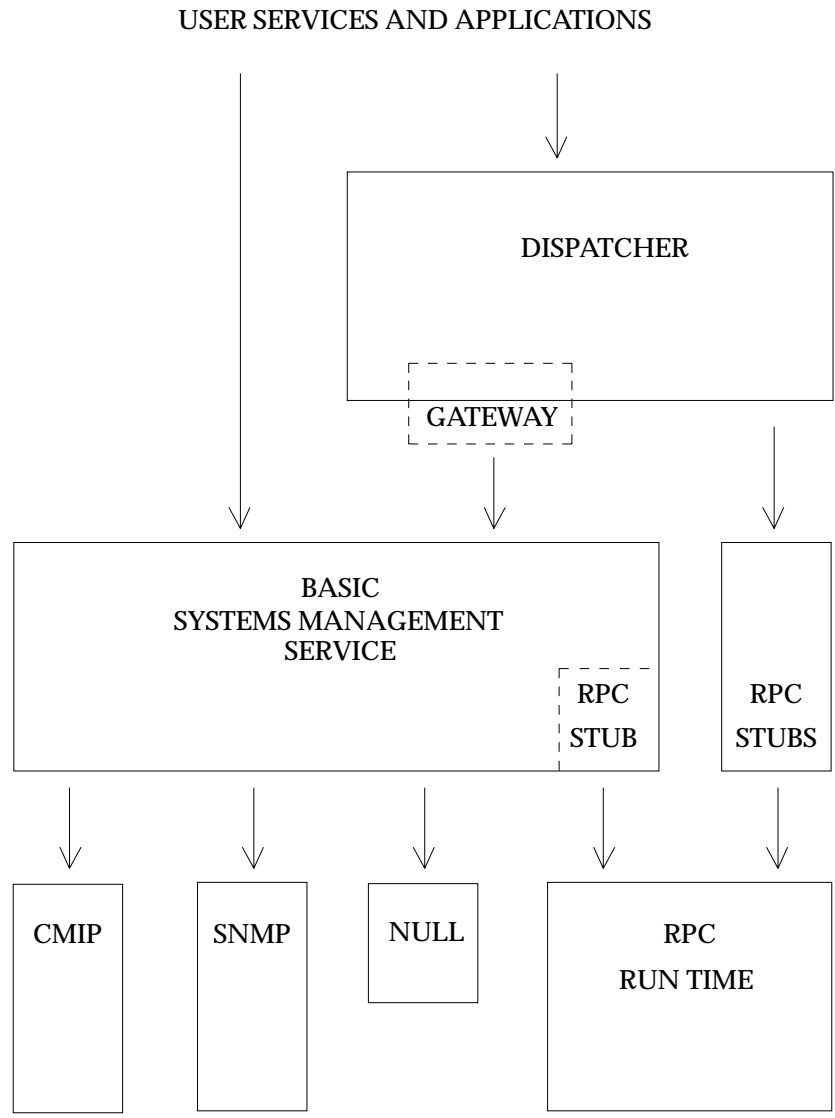 USER SERVICES AND APPLICATIONS
DISPATCHER
GATEWAY
BASIC
SYSTEMS MANAGEMENT
SERVICE
RPC
STUB
RPC
STUBS
CMIP
SNMP
NULL
RPC
RUN TIME